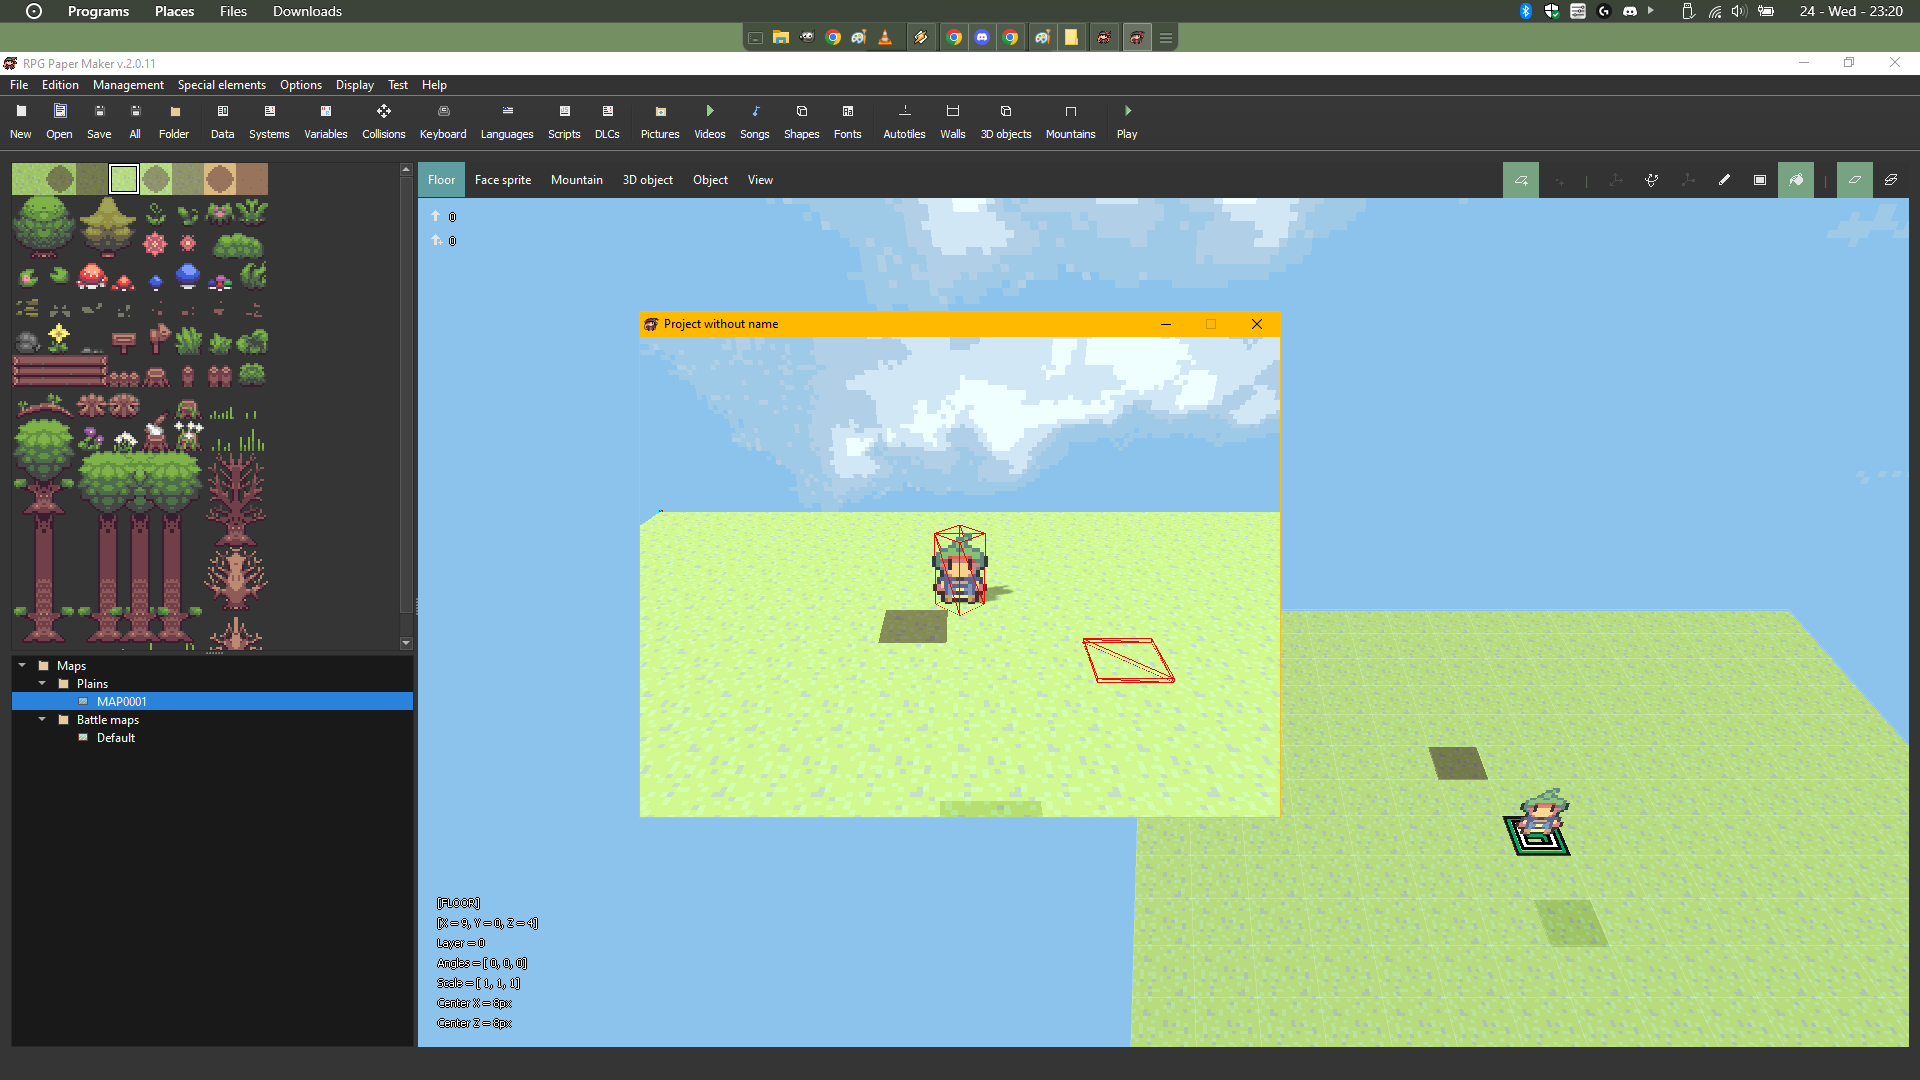 Programs Places Files Downloads 24 - Wed - 23:20
RPG Paper Maker v.2.0.11
File Edition Management Special elements Options Display Test Help
New Open Save All Folder Data Systems Variables Collisions Keyboard Languages Scripts DLCs Pictures Videos Songs Shapes Fonts Autotiles Walls 3D objects Mountains Play
Floor Face sprite Mountain 3D object Object View
0
0
Project without name
Maps
Plains
MAP0001
Battle maps
Default
[FLOOR]
[X = 9, Y = 0, Z = 4]
Layer = 0
Angles = [ 0, 0, 0]
Scale = [ 1, 1, 1]
Center X = 8px
Center Z = 8px